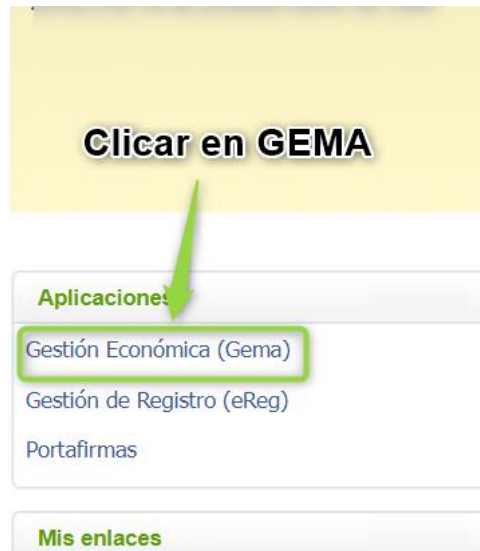 Clicar en GEMA
Aplicaciones
Gestión Económica (Gema)
Gestión de Registro (eReg)
Portafirmas
Mis enlaces